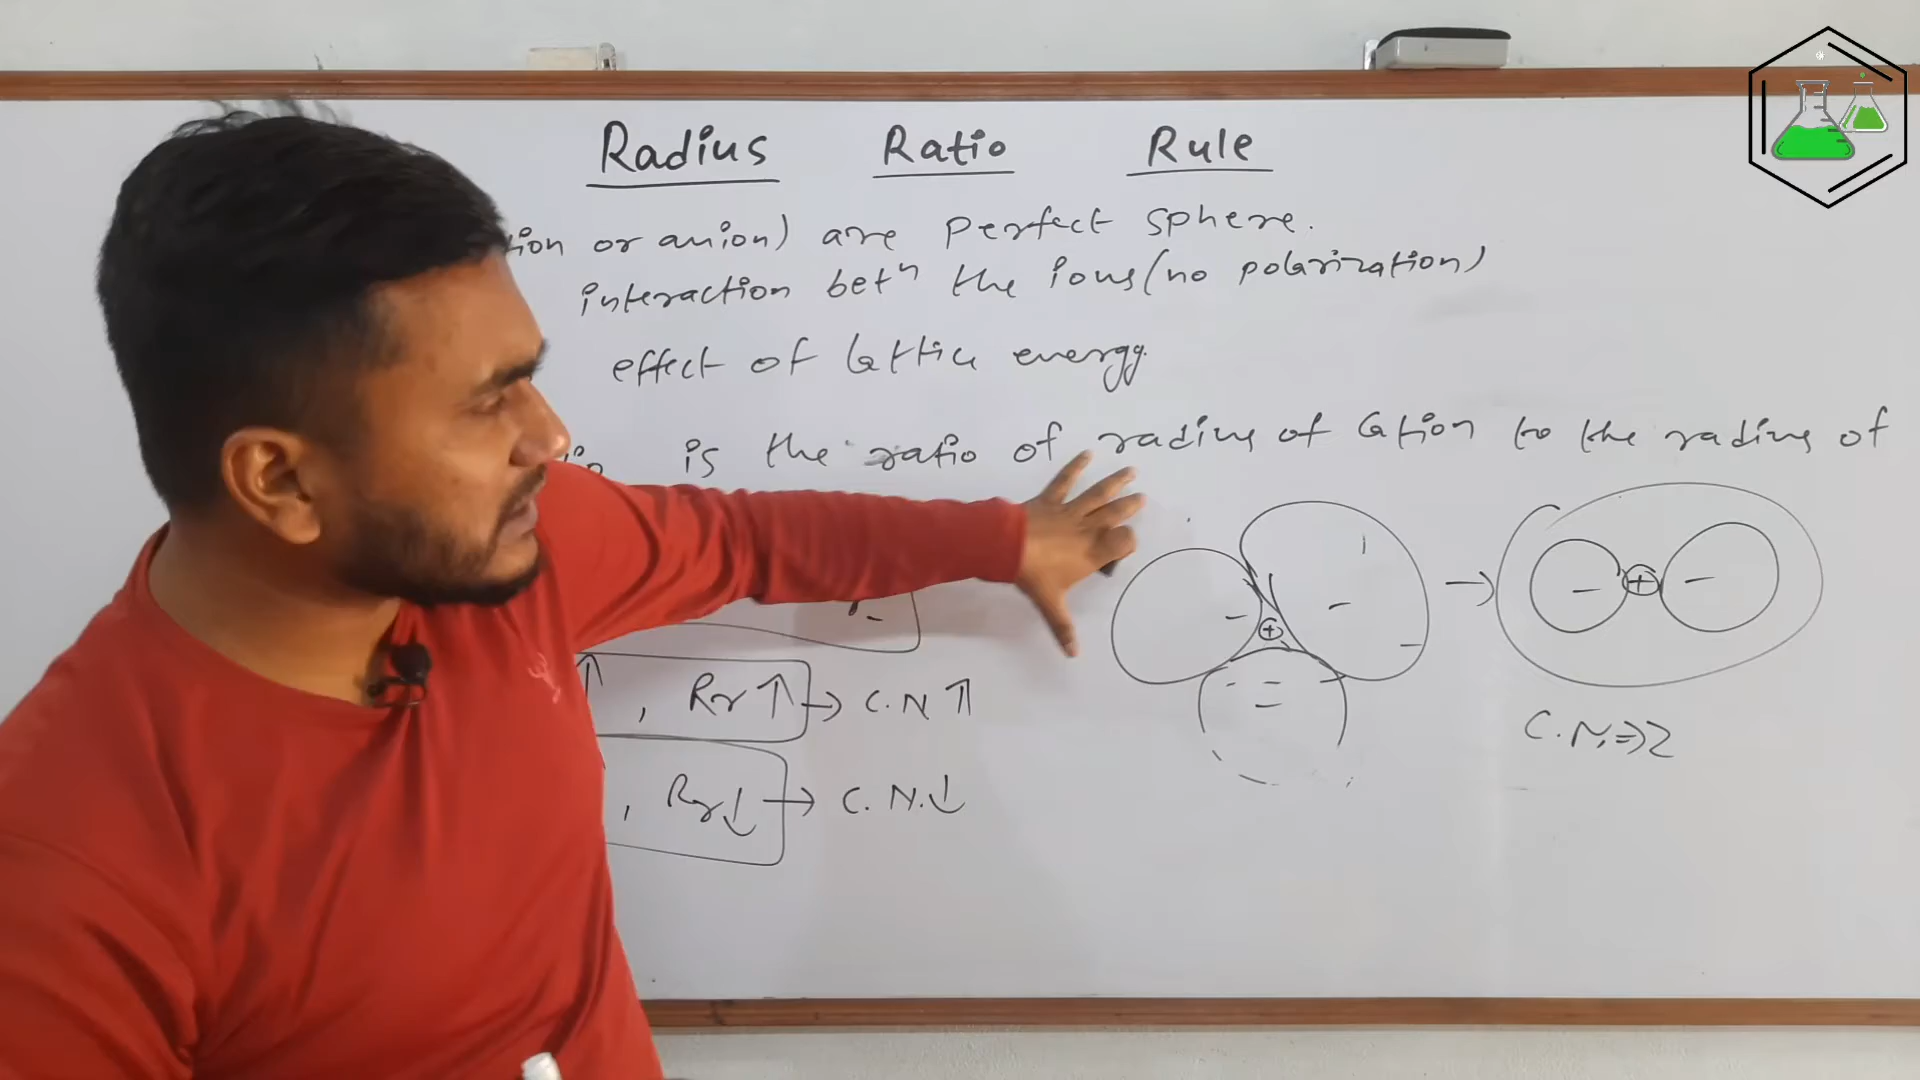 Radius Ratio Rule
tion or anion) are perfect sphere.
interaction betⁿ the ions (no polarization)
effect of lattice energy.
is the ratio of radius of Cation to the radius of
r-
↑ , Rr↑ → C.N ↑
, Rr↓ → C.N.↓
- + - -
=
→ - + -
C.N.⇒2